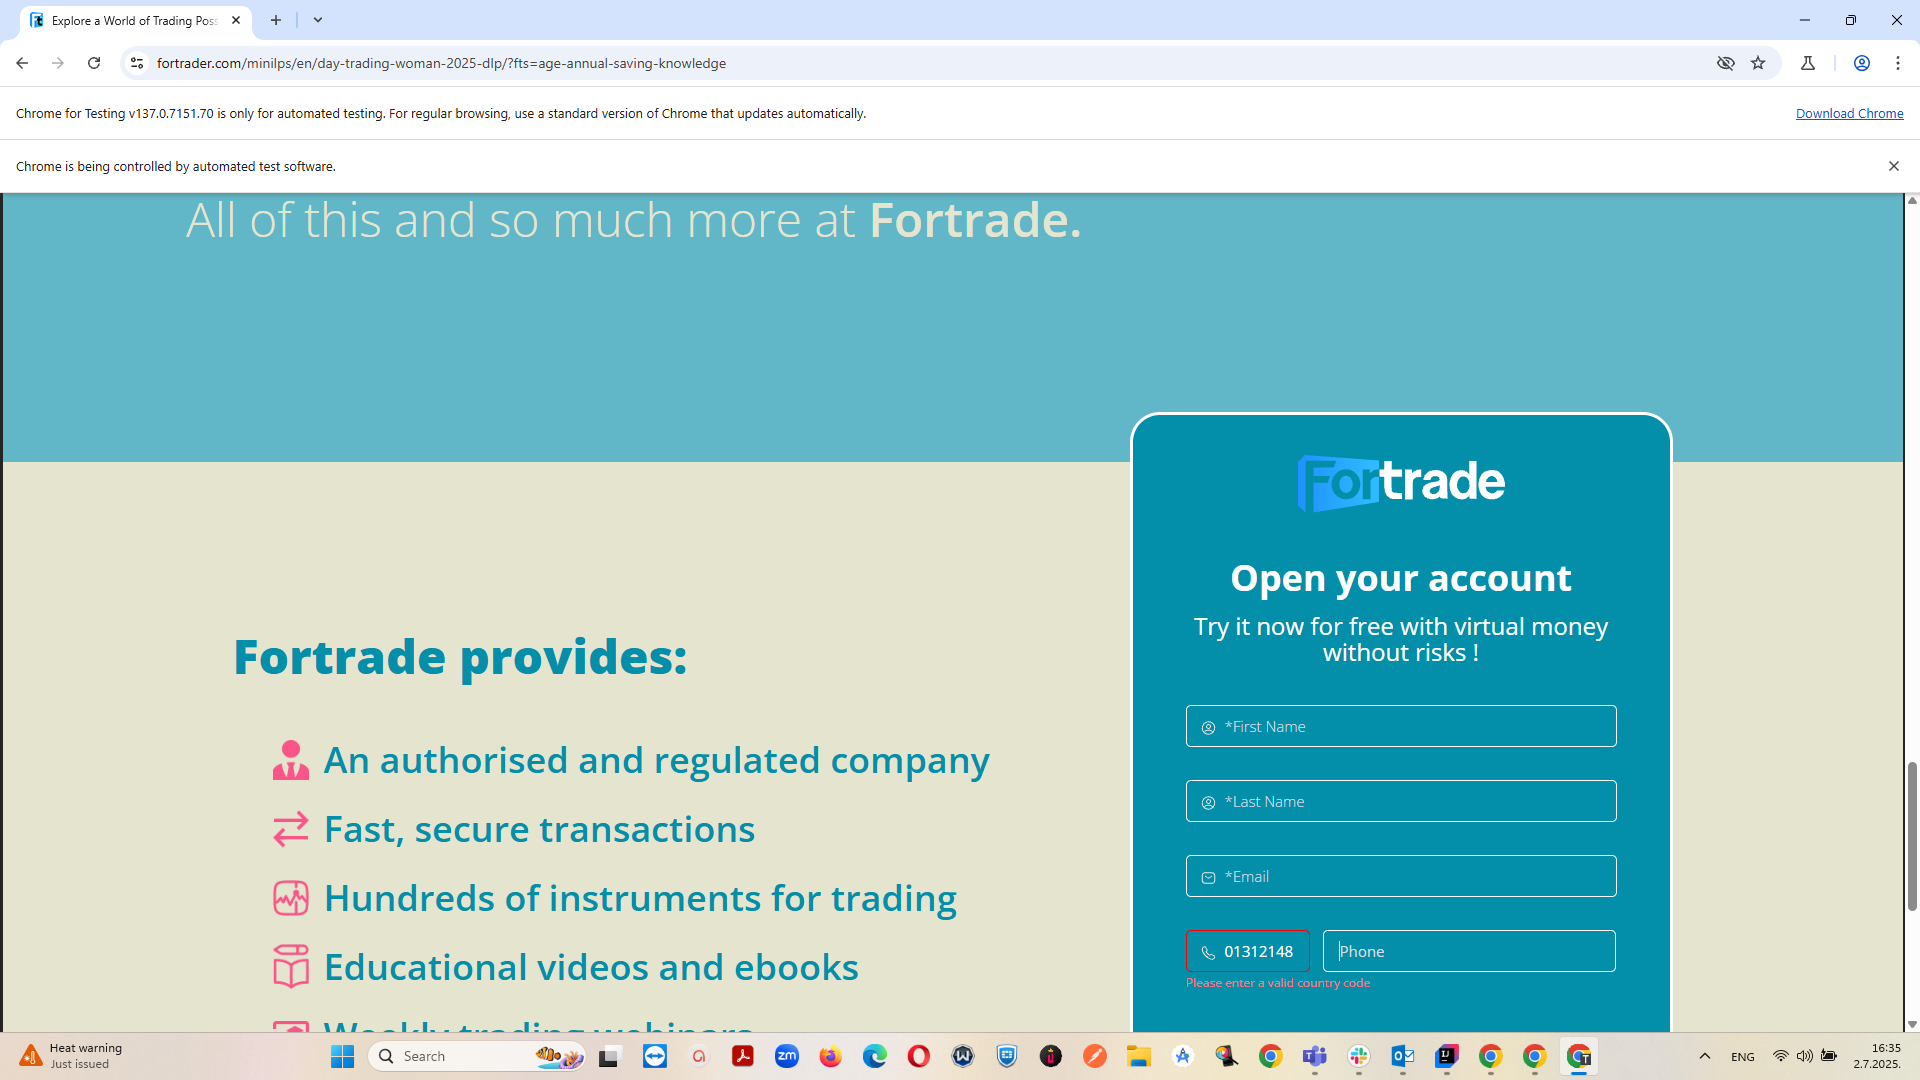 Explore a World of Trading Poss
fortrader.com/minilps/en/day-trading-woman-2025-dlp/?fts=age-annual-saving-knowledge
Chrome for Testing v137.0.7151.70 is only for automated testing. For regular browsing, use a standard version of Chrome that updates automatically.
Download Chrome
Chrome is being controlled by automated test software.
All of this and so much more at Fortrade.
Fortrade
Open your account
Try it now for free with virtual money
without risks !
*First Name
*Last Name
*Email
01312148
Phone
Please enter a valid country code
Fortrade provides:
An authorised and regulated company
Fast, secure transactions
Hundreds of instruments for trading
Educational videos and ebooks
Weekly trading webinars
Heat warning
Just issued
Search
zm
ENG
16:35
2.7.2025.